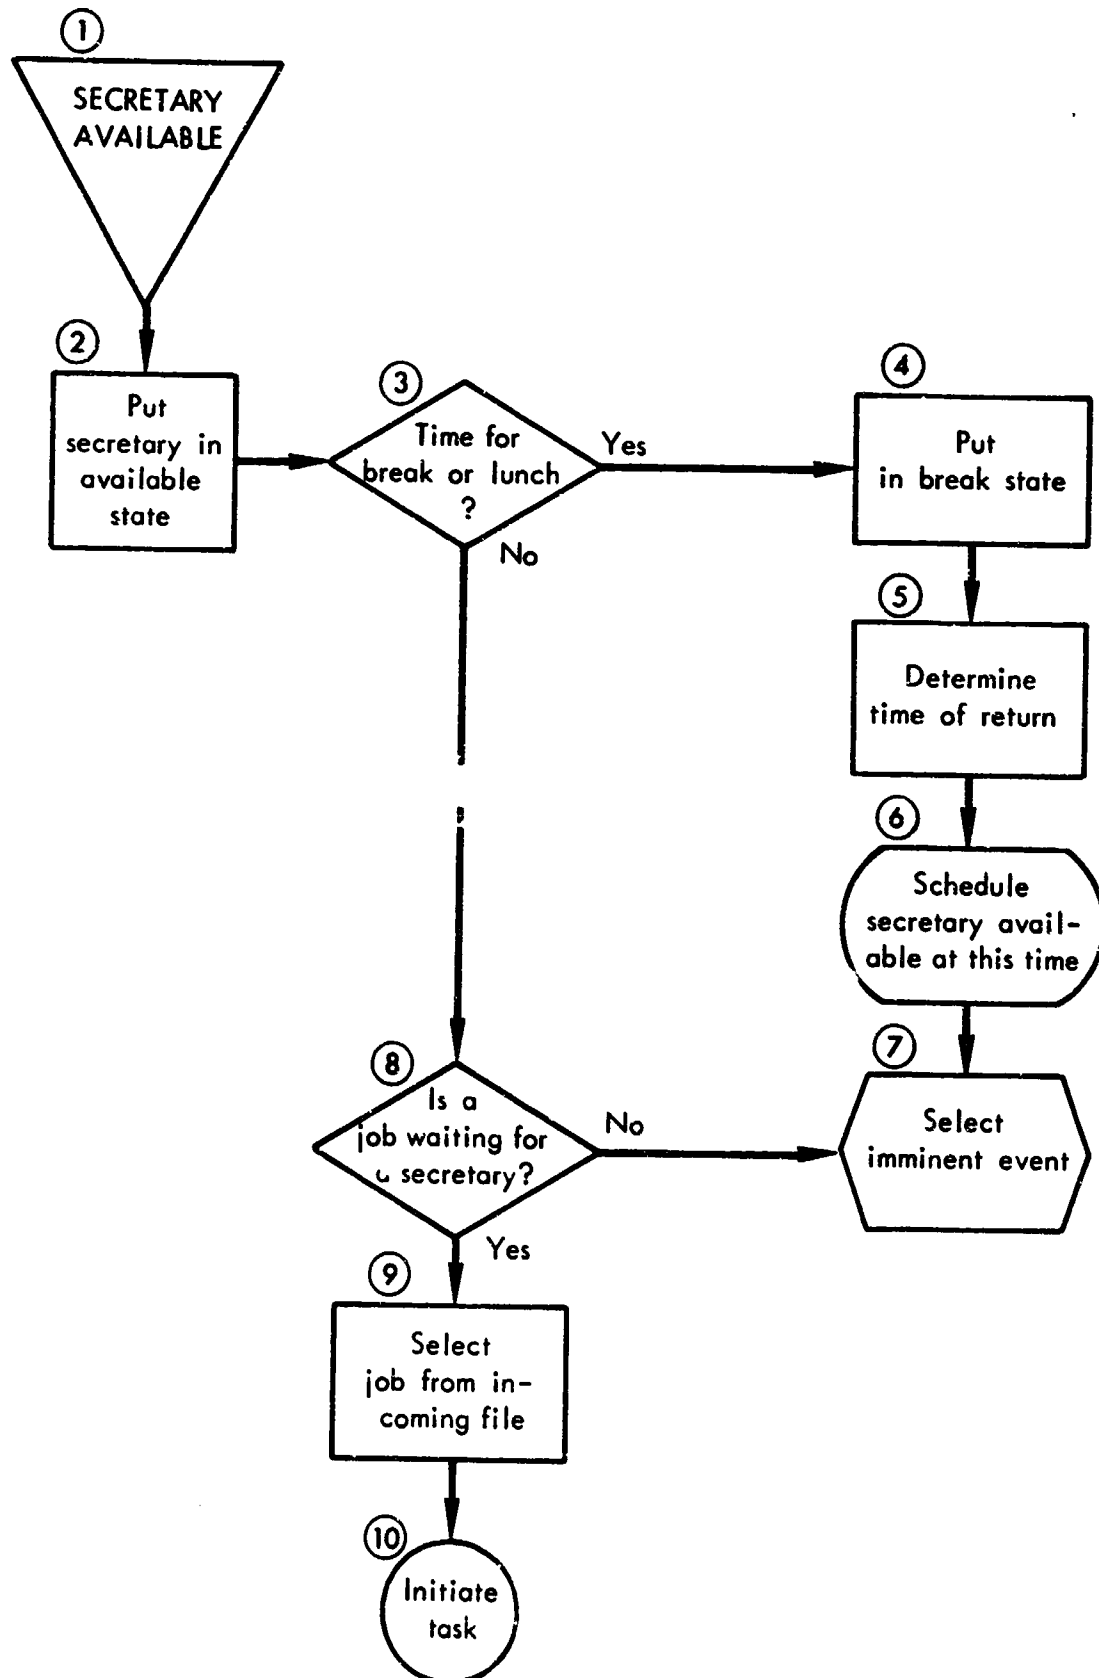 1
SECRETARY
AVAILABLE
2
Put
secretary in
available
state
3
Time for
break or lunch
?
Yes
No
4
Put
in break state
5
Determine
time of return
6
Schedule
secretary avail-
able at this time
7
Select
imminent event
8
Is a
job waiting for
a secretary?
No
Yes
9
Select
job from in-
coming file
10
Initiate
task